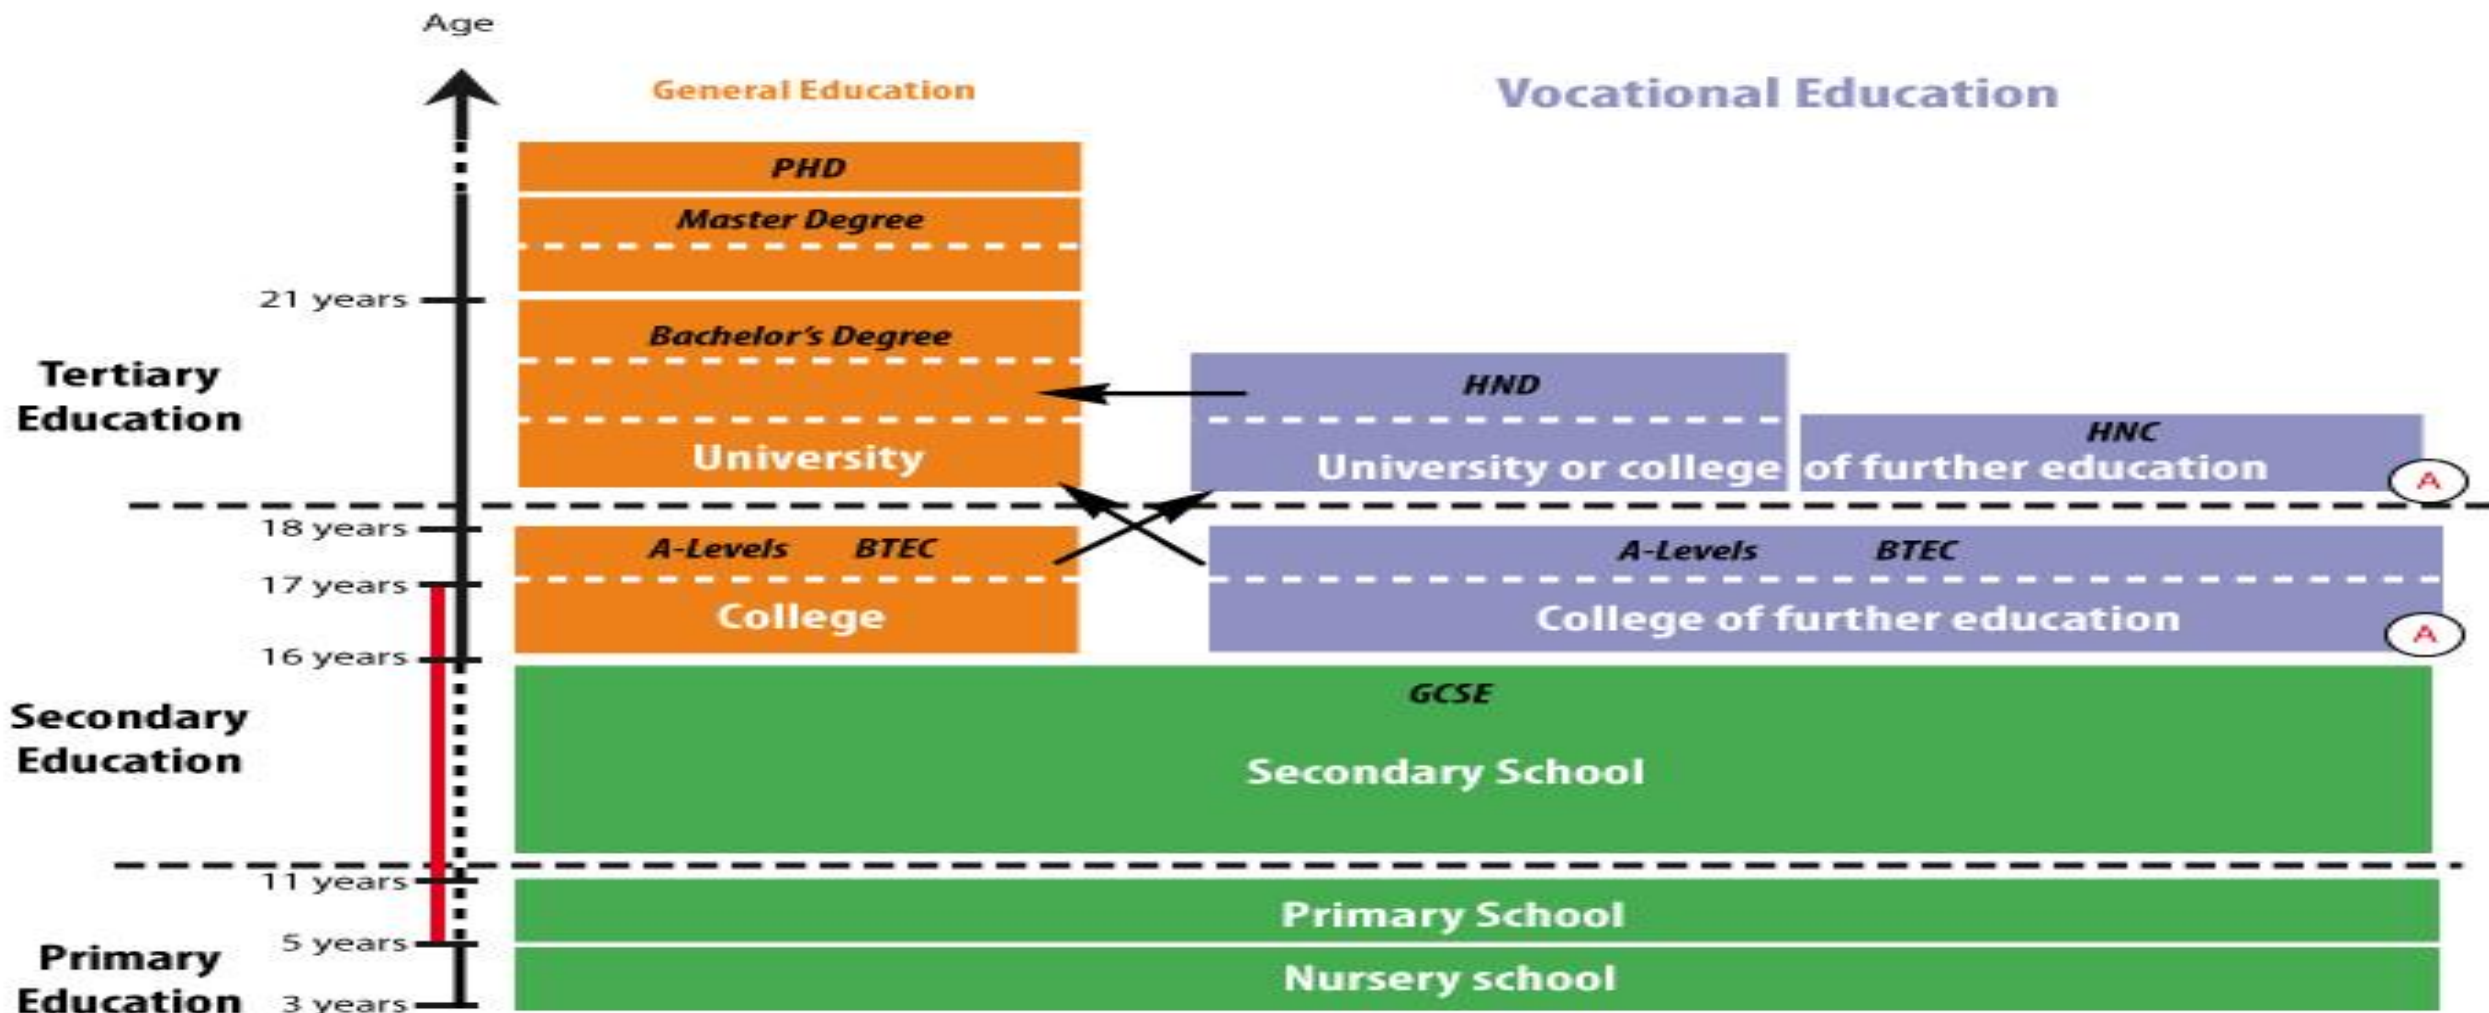 Age
General Education
Vocational Education
PHD
Master Degree
21 years
Bachelor's Degree
Tertiary
Education
HND
HNC
University
University or college of further education
A
18 years
A-Levels BTEC
A-Levels BTEC
17 years
College
College of further education
A
16 years
GCSE
Secondary
Education
Secondary School
11 years
Primary School
5 years
Primary
Education
Nursery school
3 years